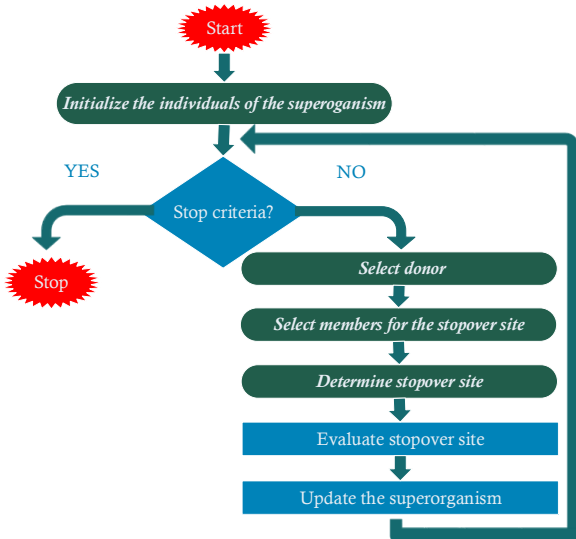 Start
Initialize the individuals of the superoganism
YES
NO
Stop criteria?
Stop
Select donor
Select members for the stopover site
Determine stopover site
Evaluate stopover site
Update the superorganism